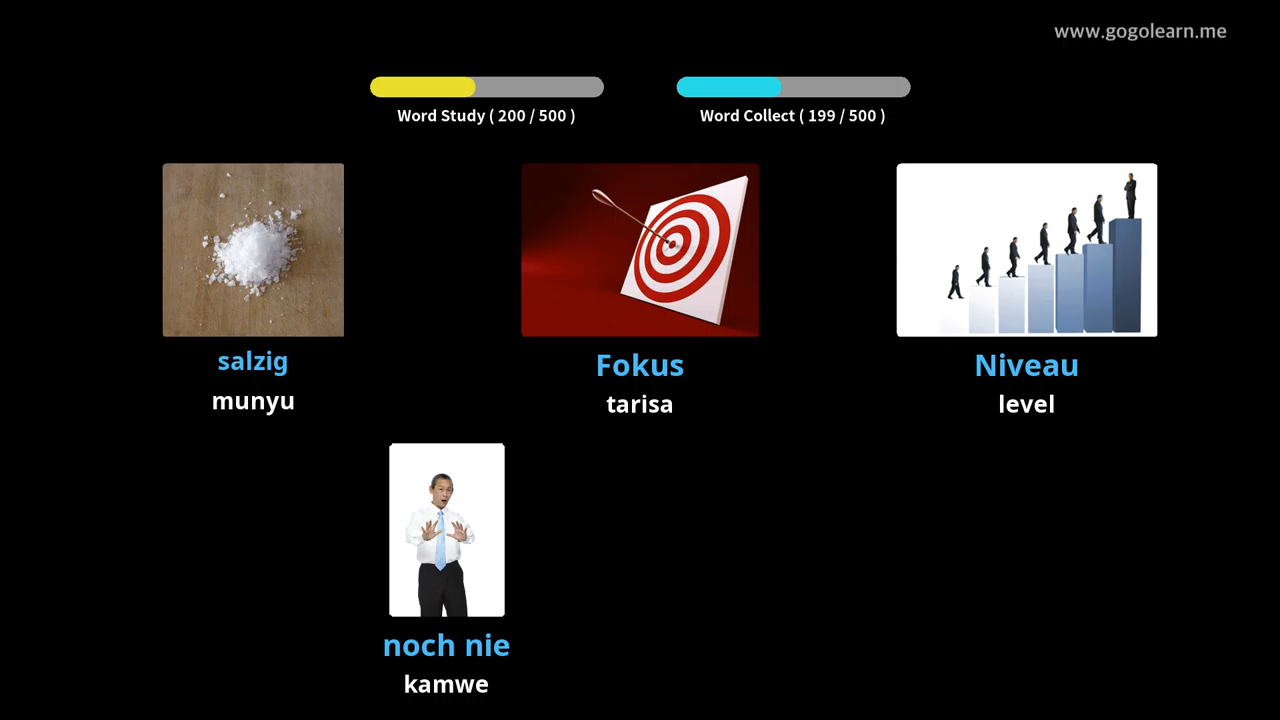 www.gogolearn.me
Word Study ( 200 / 500 )
Word Collect ( 199 / 500 )
salzig
munyu
Fokus
tarisa
Niveau
level
noch nie
kamwe